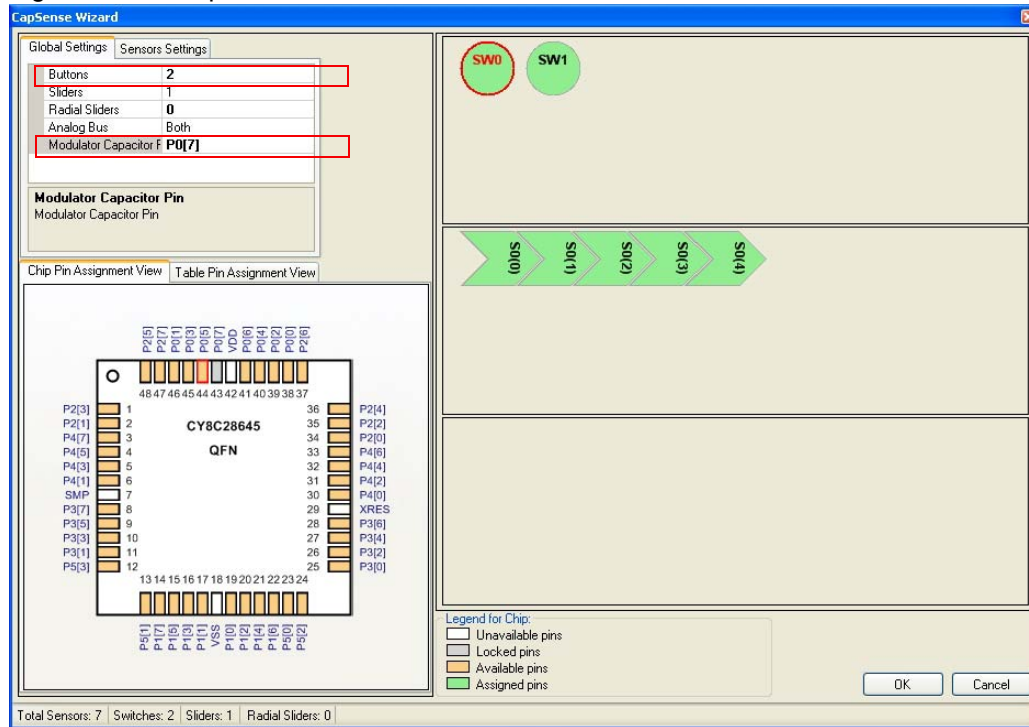 CapSense Wizard
Global Settings Sensors Settings
Buttons 2
Sliders 1
Radial Sliders 0
Analog Bus Both
Modulator Capacitor P P0[7]
Modulator Capacitor Pin
Modulator Capacitor Pin
SW0 SW1
S0(0) S0(1) S0(2) S0(3) S0(4)
Chip Pin Assignment View Table Pin Assignment View
P2[5] P2[7] P0[1] P0[3] P0[5] P0[7] VDD P0[6] P0[4] P0[2] P0[0] P2[6]
48 47 46 45 44 43 42 41 40 39 38 37
P2[3] 1 36 P2[4]
P2[1] 2 CY8C28645 35 P2[2]
P4[7] 3 34 P2[0]
P4[5] 4 QFN 33 P4[6]
P4[3] 5 32 P4[4]
P4[1] 6 31 P4[2]
SMP 7 30 P4[0]
P3[7] 8 29 XRES
P3[5] 9 28 P3[6]
P3[3] 10 27 P3[4]
P3[1] 11 26 P3[2]
P5[3] 12 25 P3[0]
13 14 15 16 17 18 19 20 21 22 23 24
P5[1] P1[7] P1[5] P1[3] P1[1] VSS P1[0] P1[2] P1[4] P1[6] P5[0] P5[2]
Legend for Chip:
Unavailable pins
Locked pins
Available pins
Assigned pins
OK Cancel
Total Sensors: 7 Switches: 2 Sliders: 1 Radial Sliders: 0